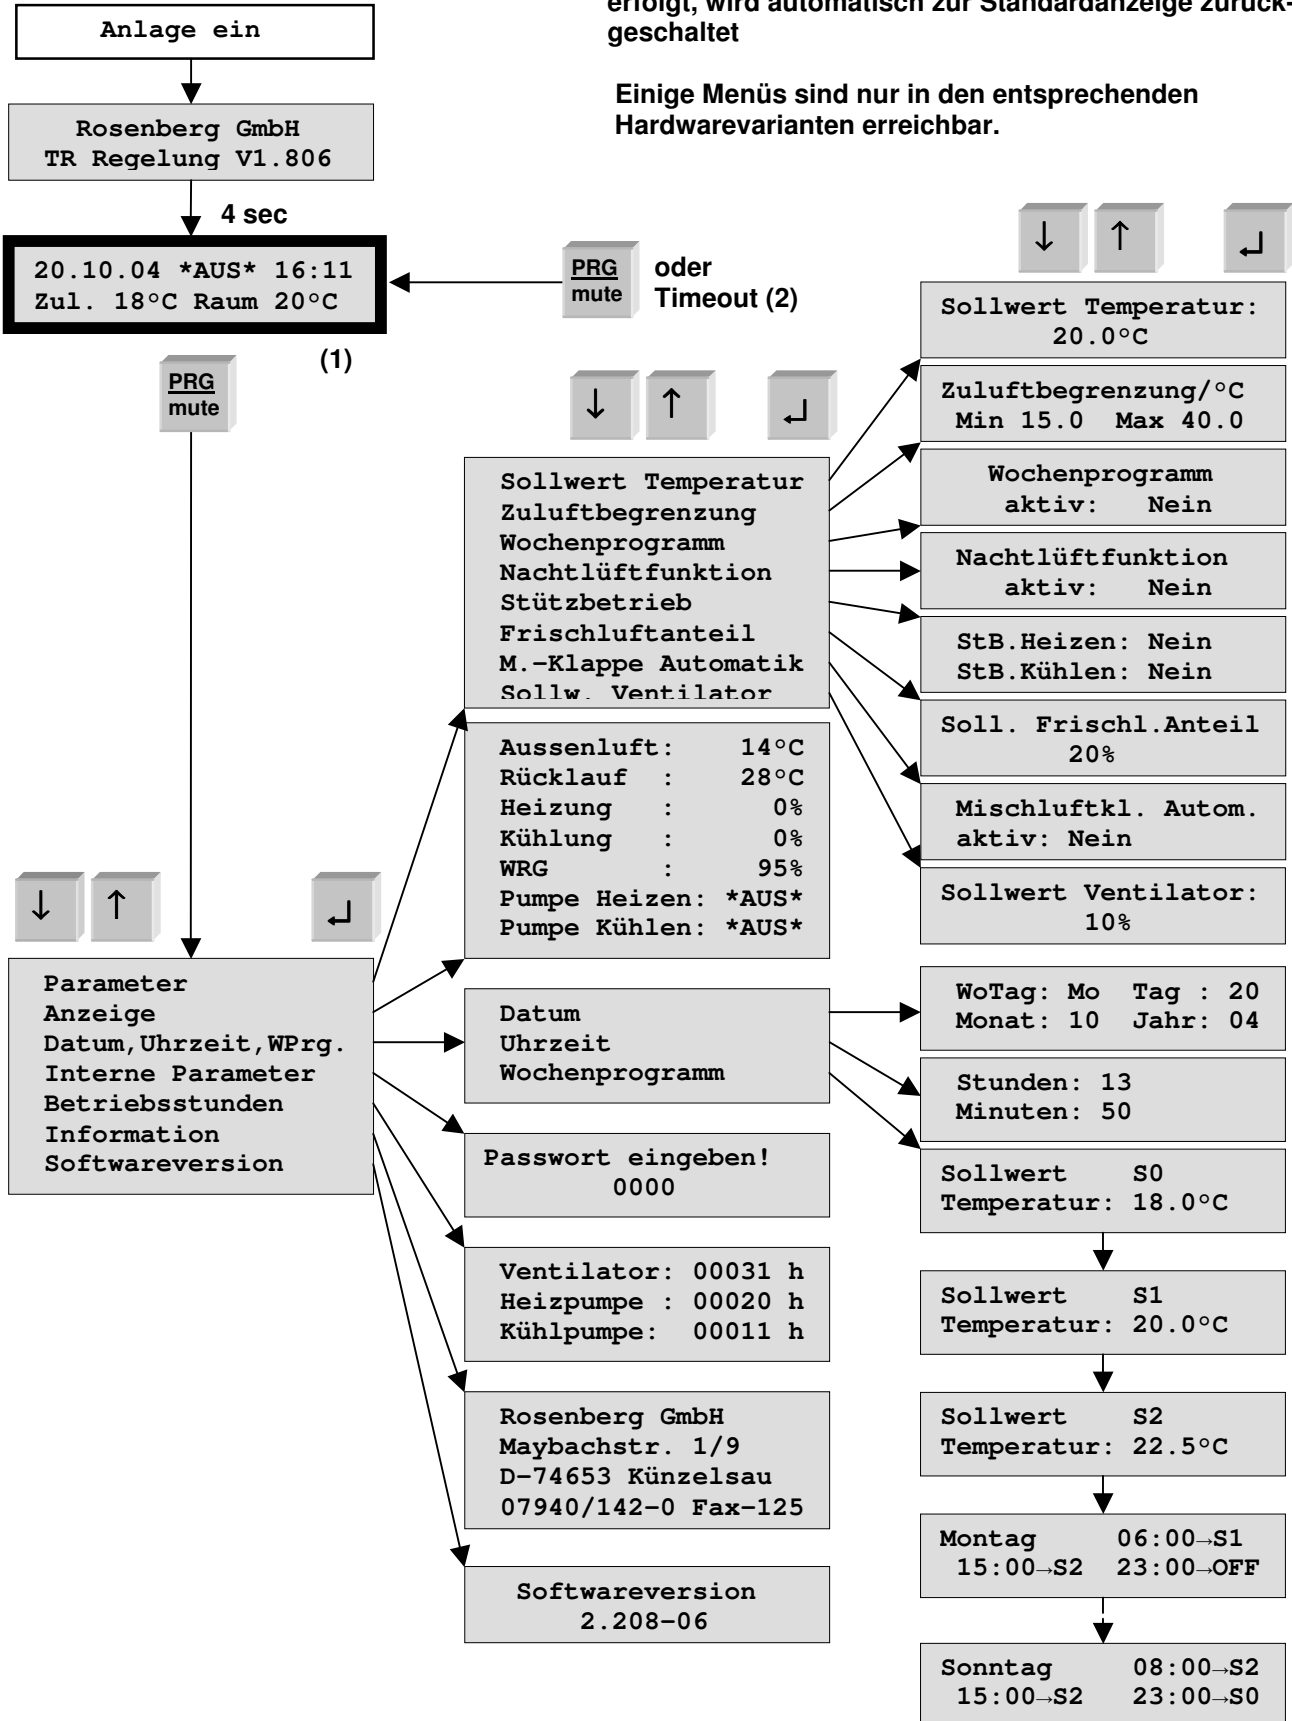 erfolgt, wird automatisch zur Standardanzeige zurück-
geschaltet
Einige Menüs sind nur in den entsprechenden
Hardwarevarianten erreichbar.
Anlage ein
Rosenberg GmbH
TR Regelung V1.806
4 sec
20.10.04 *AUS* 16:11
Zul. 18°C Raum 20°C
(1)
PRG
mute
oder
Timeout (2)
PRG
mute
↓ ↑ ↵
Parameter
Anzeige
Datum,Uhrzeit,WPrg.
Interne Parameter
Betriebsstunden
Information
Softwareversion
↓ ↑ ↵
Sollwert Temperatur
Zuluftbegrenzung
Wochenprogramm
Nachtlüftfunktion
Stützbetrieb
Frischluftanteil
M.-Klappe Automatik
Sollw. Ventilator
Aussenluft: 14°C
Rücklauf : 28°C
Heizung : 0%
Kühlung : 0%
WRG : 95%
Pumpe Heizen: *AUS*
Pumpe Kühlen: *AUS*
Datum
Uhrzeit
Wochenprogramm
Passwort eingeben!
0000
Ventilator: 00031 h
Heizpumpe : 00020 h
Kühlpumpe: 00011 h
Rosenberg GmbH
Maybachstr. 1/9
D-74653 Künzelsau
07940/142-0 Fax-125
Softwareversion
2.208-06
↓ ↑ ↵
Sollwert Temperatur:
20.0°C
Zuluftbegrenzung/°C
Min 15.0 Max 40.0
Wochenprogramm
aktiv: Nein
Nachtlüftfunktion
aktiv: Nein
StB.Heizen: Nein
StB.Kühlen: Nein
Soll. Frischl.Anteil
20%
Mischluftkl. Autom.
aktiv: Nein
Sollwert Ventilator:
10%
WoTag: Mo Tag : 20
Monat: 10 Jahr: 04
Stunden: 13
Minuten: 50
Sollwert S0
Temperatur: 18.0°C
Sollwert S1
Temperatur: 20.0°C
Sollwert S2
Temperatur: 22.5°C
Montag 06:00→S1
15:00→S2 23:00→OFF
Sonntag 08:00→S2
15:00→S2 23:00→S0